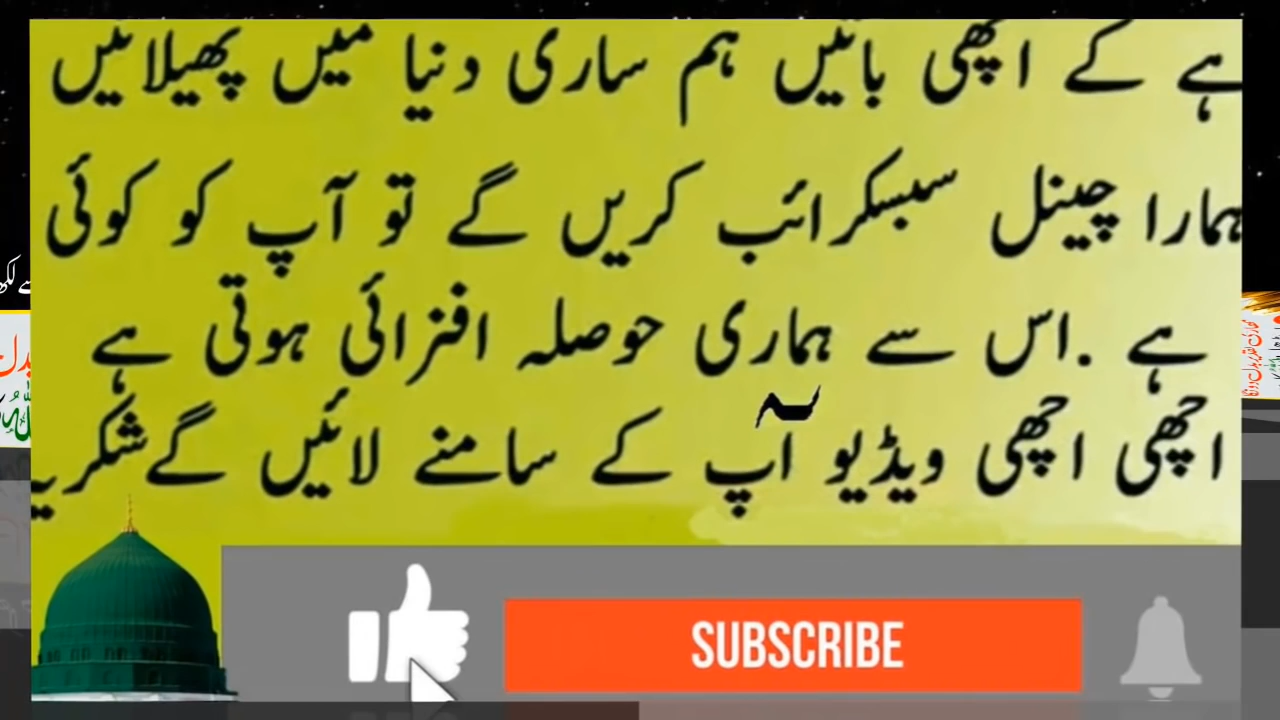 ہے کے اچھی باتیں ہم ساری دنیا میں پھیلائیں
ہمارا چینل سبسکرائب کریں گے تو آپ کو کوئی
ہے .اس سے ہماری حوصلہ افزائی ہوتی ہے
اچھی اچھی ویڈیو آپ کے سامنے لائیں گے شکریہ
SUBSCRIBE